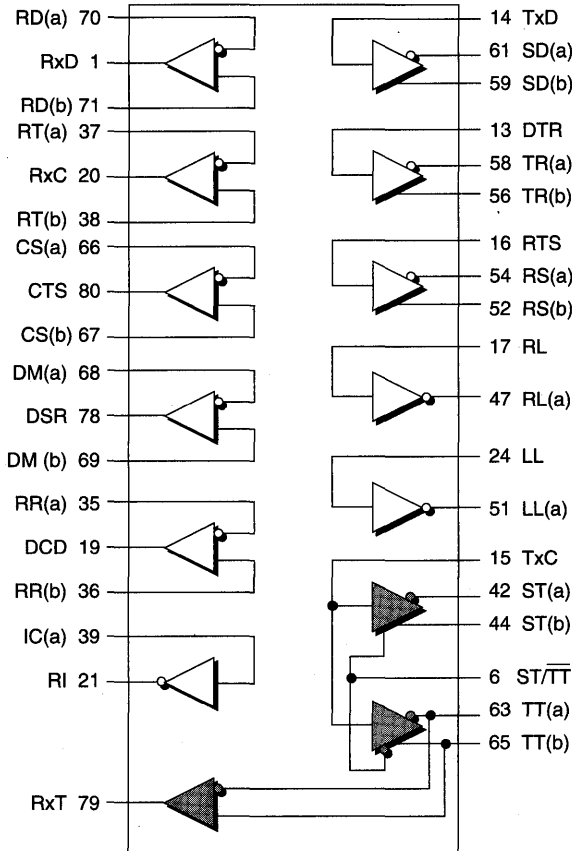 RD(a) 70
RxD 1
RD(b) 71
RT(a) 37
RxC 20
RT(b) 38
CS(a) 66
CTS 80
CS(b) 67
DM(a) 68
DSR 78
DM (b) 69
RR(a) 35
DCD 19
RR(b) 36
IC(a) 39
RI 21
RxT 79
14 TxD
61 SD(a)
59 SD(b)
13 DTR
58 TR(a)
56 TR(b)
16 RTS
54 RS(a)
52 RS(b)
17 RL
47 RL(a)
24 LL
51 LL(a)
15 TxC
42 ST(a)
44 ST(b)
6 ST/T̅T̅
63 TT(a)
65 TT(b)